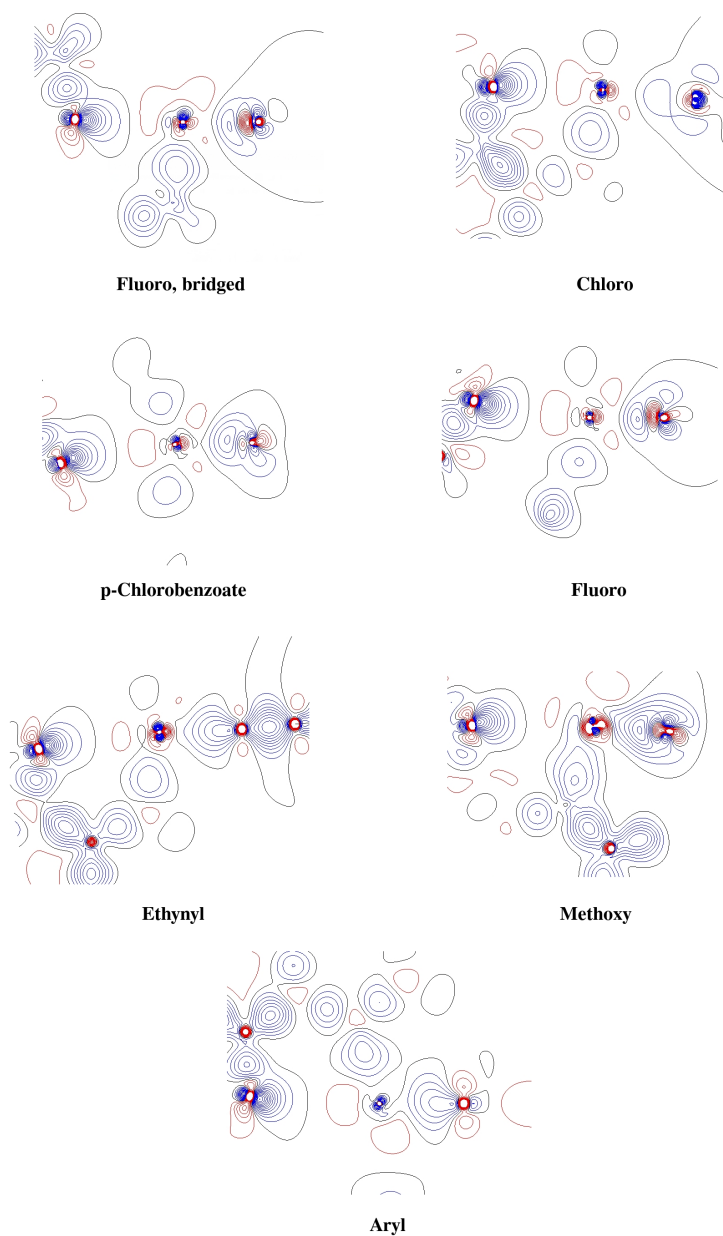 Fluoro, bridged
Chloro
p-Chlorobenzoate
Fluoro
Ethynyl
Methoxy
Aryl